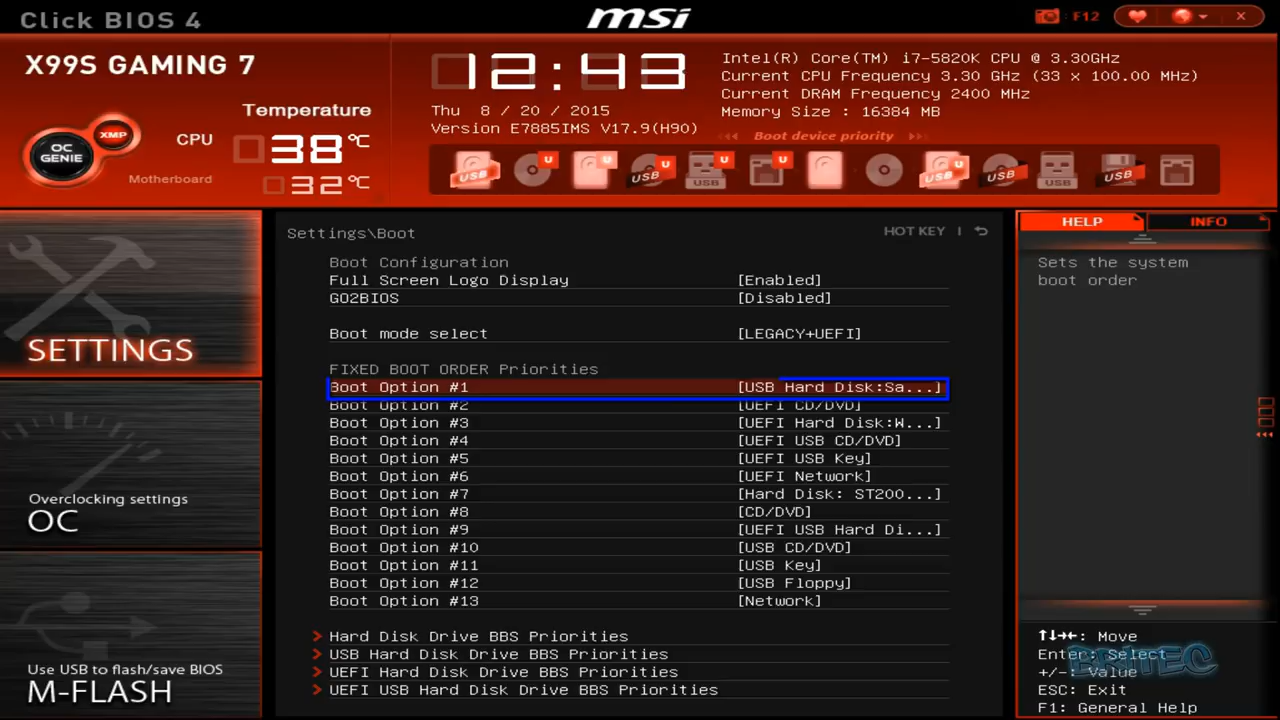 Click BIOS 4
msi
F12
X99S GAMING 7
12:43
Thu 8 / 20 / 2015
Version E7885IMS V17.9(H90)
Intel(R) Core(TM) i7-5820K CPU @ 3.30GHz
Current CPU Frequency 3.30 GHz (33 x 100.00 MHz)
Current DRAM Frequency 2400 MHz
Memory Size : 16384 MB
Temperature
XMP
OC GENIE
CPU 38°C
Motherboard 32°C
Boot device priority
USB U U U USB U USB U U USB U USB USB USB
SETTINGS
Overclocking settings
OC
Use USB to flash/save BIOS
M-FLASH
Settings\Boot
HOT KEY |
Boot Configuration
Full Screen Logo Display [Enabled]
GO2BIOS [Disabled]
Boot mode select [LEGACY+UEFI]
FIXED BOOT ORDER Priorities
Boot Option #1 [USB Hard Disk:Sa...]
Boot Option #2 [UEFI CD/DVD]
Boot Option #3 [UEFI Hard Disk:W...]
Boot Option #4 [UEFI USB CD/DVD]
Boot Option #5 [UEFI USB Key]
Boot Option #6 [UEFI Network]
Boot Option #7 [Hard Disk: ST200...]
Boot Option #8 [CD/DVD]
Boot Option #9 [UEFI USB Hard Di...]
Boot Option #10 [USB CD/DVD]
Boot Option #11 [USB Key]
Boot Option #12 [USB Floppy]
Boot Option #13 [Network]
> Hard Disk Drive BBS Priorities
> USB Hard Disk Drive BBS Priorities
> UEFI Hard Disk Drive BBS Priorities
> UEFI USB Hard Disk Drive BBS Priorities
HELP
INFO
Sets the system
boot order
↑↓→←: Move
Enter: Select
+/-: Value
ESC: Exit
F1: General Help
BRITEC